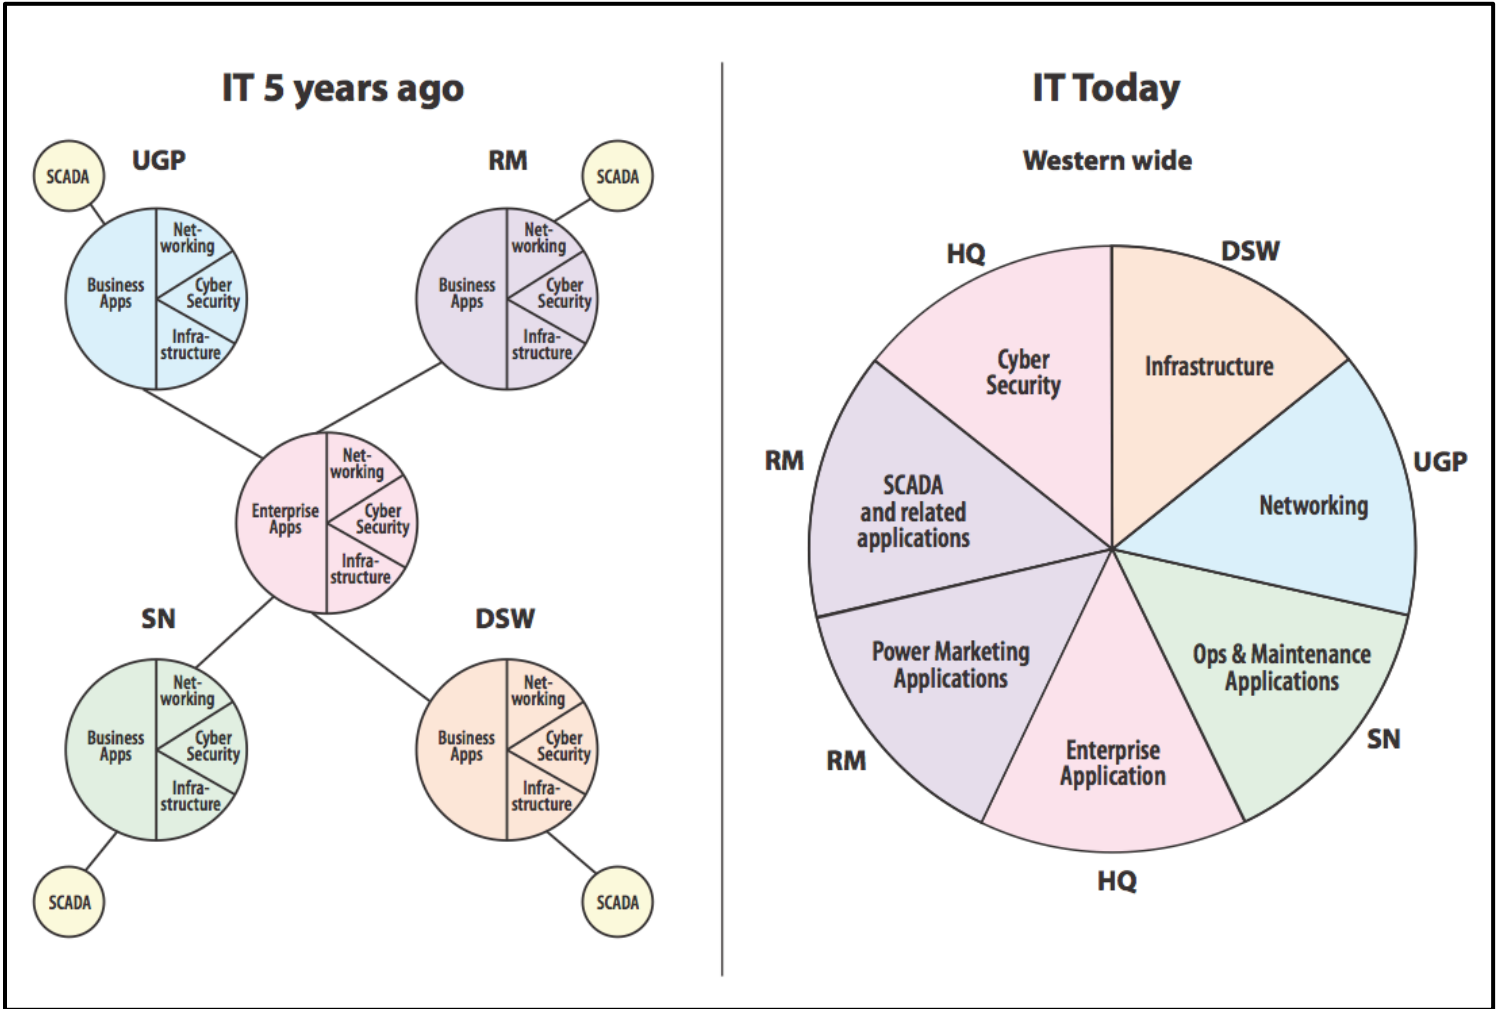 IT 5 years ago
UGP
RM
SCADA
SCADA
Net-
working
Business
Apps
Cyber
Security
Infra-
structure
Net-
working
Business
Apps
Cyber
Security
Infra-
structure
Net-
working
Enterprise
Apps
Cyber
Security
Infra-
structure
SN
DSW
Net-
working
Business
Apps
Cyber
Security
Infra-
structure
Net-
working
Business
Apps
Cyber
Security
Infra-
structure
SCADA
SCADA
IT Today
Western wide
HQ
DSW
Cyber
Security
Infrastructure
RM
UGP
SCADA
and related
applications
Networking
Power Marketing
Applications
Ops & Maintenance
Applications
RM
SN
Enterprise
Application
HQ